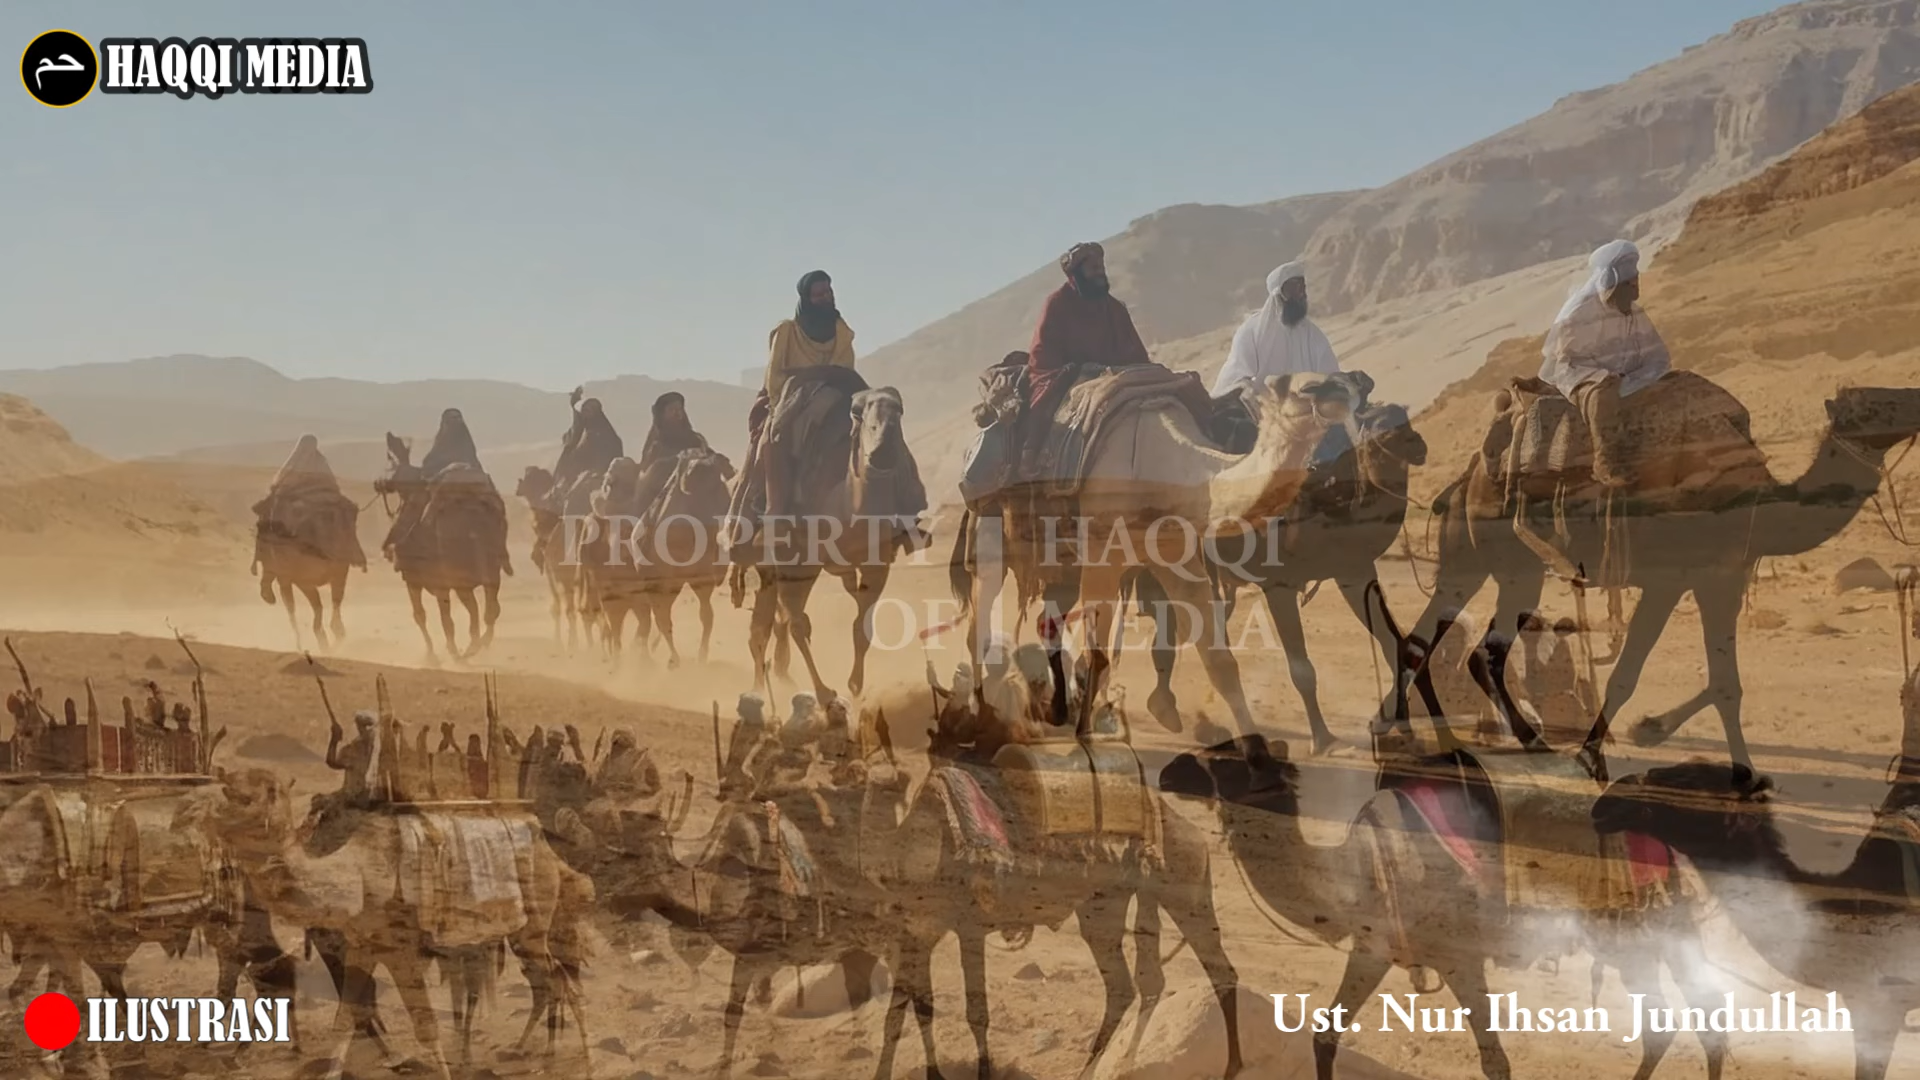 حم HAQQI MEDIA
PROPERTY HAQQI
OF MEDIA
ILUSTRASI
Ust. Nur Ihsan Jundullah